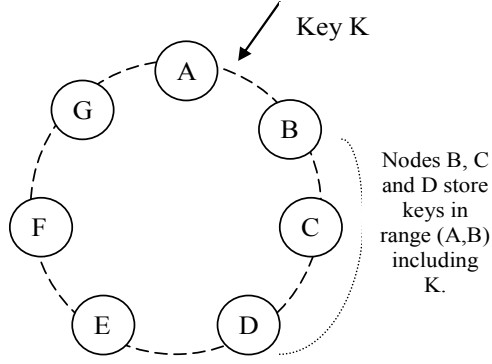 Key K
A
G
B
Nodes B, C
and D store
keys in
range (A,B)
including
K.
F
C
E
D